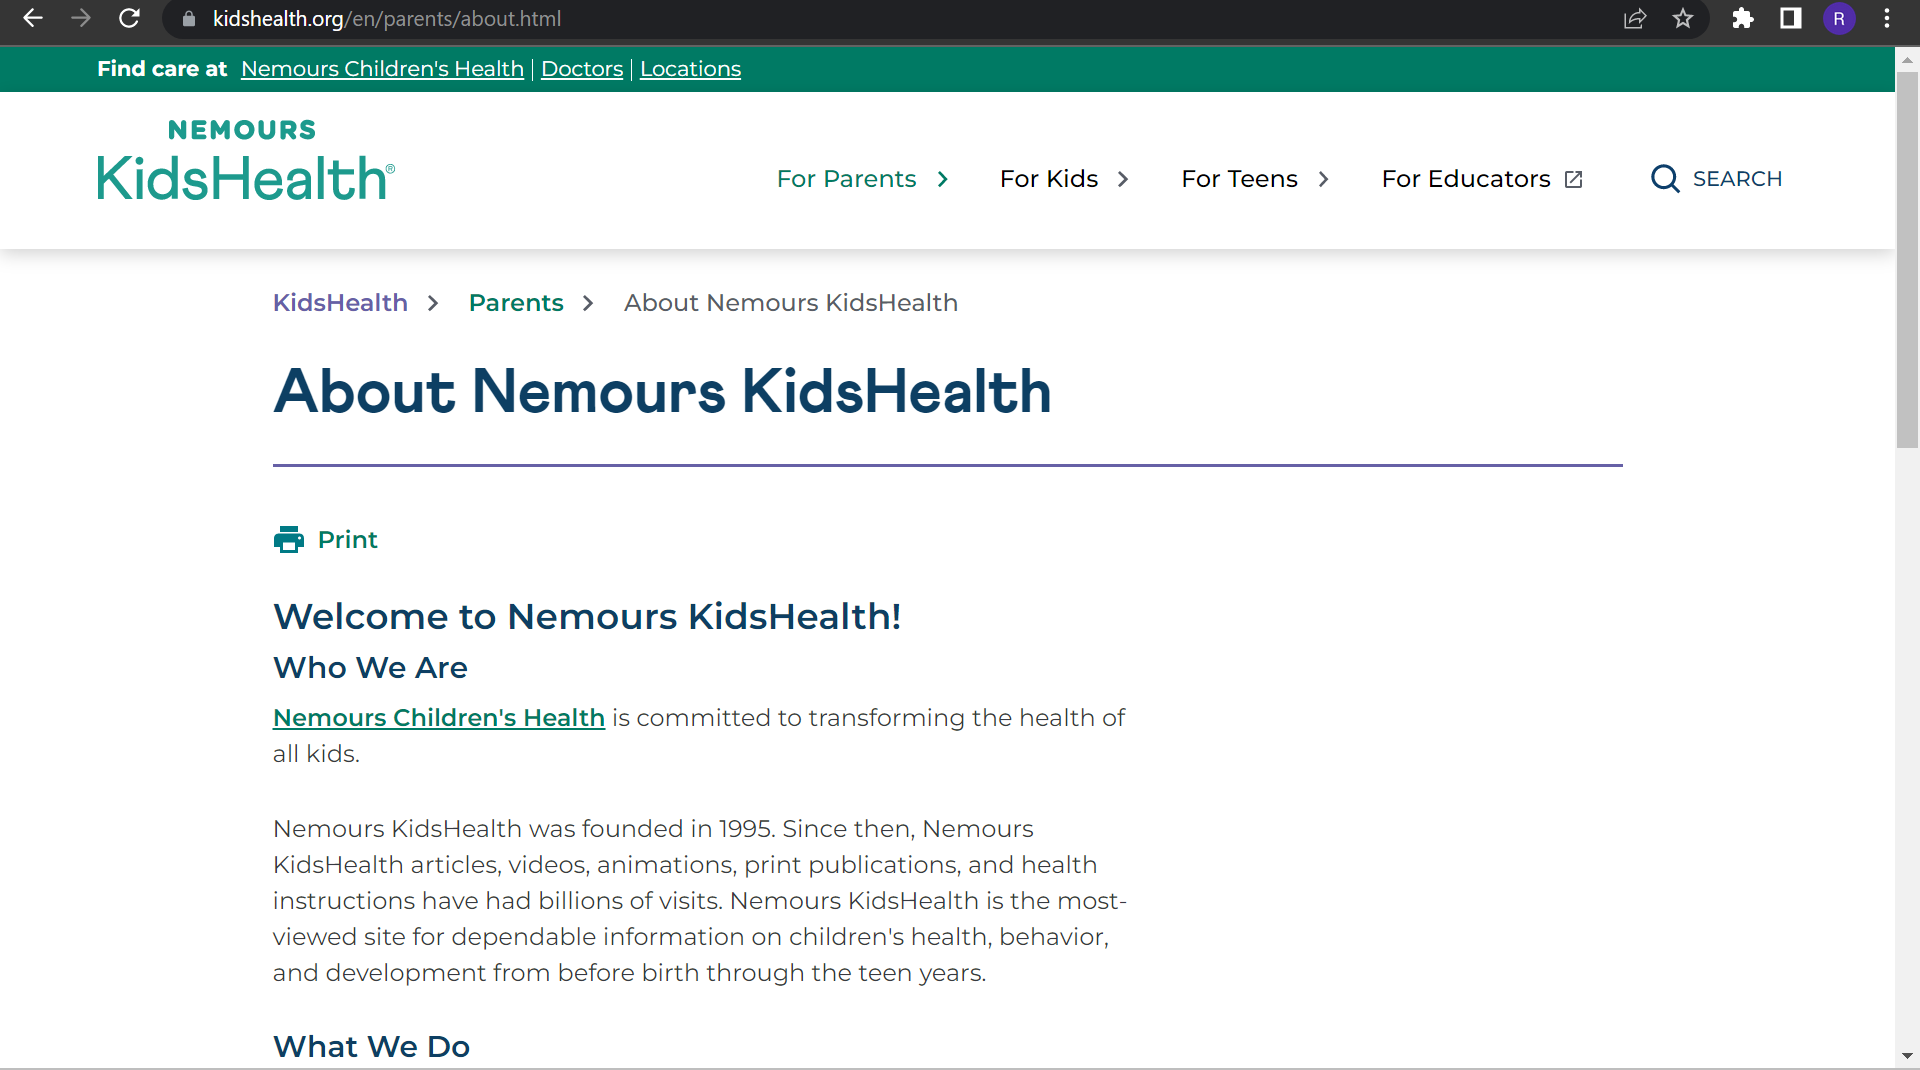 kidshealth.org/en/parents/about.html
R
Find care at Nemours Children's Health | Doctors | Locations
NEMOURS
KidsHealth®
For Parents For Kids For Teens For Educators SEARCH
KidsHealth > Parents > About Nemours KidsHealth
About Nemours KidsHealth
Print
Welcome to Nemours KidsHealth!
Who We Are
Nemours Children's Health is committed to transforming the health of
all kids.
Nemours KidsHealth was founded in 1995. Since then, Nemours
KidsHealth articles, videos, animations, print publications, and health
instructions have had billions of visits. Nemours KidsHealth is the most-
viewed site for dependable information on children's health, behavior,
and development from before birth through the teen years.
What We Do